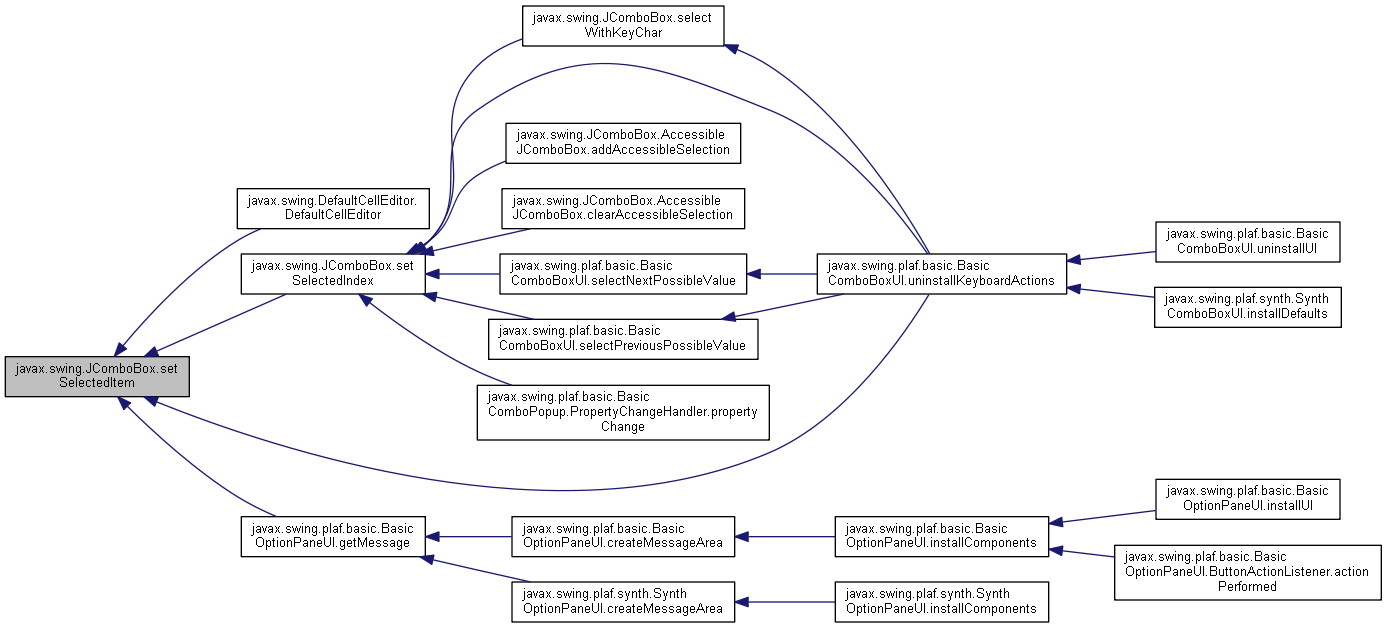 javax.swing.JComboBox.select
WithKeyChar
javax.swing.JComboBox.Accessible
JComboBox.addAccessibleSelection
javax.swing.DefaultCellEditor.
DefaultCellEditor
javax.swing.JComboBox.Accessible
JComboBox.clearAccessibleSelection
javax.swing.plaf.basic.Basic
ComboBoxUI.uninstallUI
javax.swing.JComboBox.set
SelectedIndex
javax.swing.plaf.basic.Basic
ComboBoxUI.selectNextPossibleValue
javax.swing.plaf.basic.Basic
ComboBoxUI.uninstallKeyboardActions
javax.swing.plaf.synth.Synth
ComboBoxUI.installDefaults
javax.swing.plaf.basic.Basic
ComboBoxUI.selectPreviousPossibleValue
javax.swing.JComboBox.set
SelectedItem
javax.swing.plaf.basic.Basic
ComboPopup.PropertyChangeHandler.property
Change
javax.swing.plaf.basic.Basic
OptionPaneUI.installUI
javax.swing.plaf.basic.Basic
OptionPaneUI.getMessage
javax.swing.plaf.basic.Basic
OptionPaneUI.createMessageArea
javax.swing.plaf.basic.Basic
OptionPaneUI.installComponents
javax.swing.plaf.basic.Basic
OptionPaneUI.ButtonActionListener.action
Performed
javax.swing.plaf.synth.Synth
OptionPaneUI.createMessageArea
javax.swing.plaf.synth.Synth
OptionPaneUI.installComponents